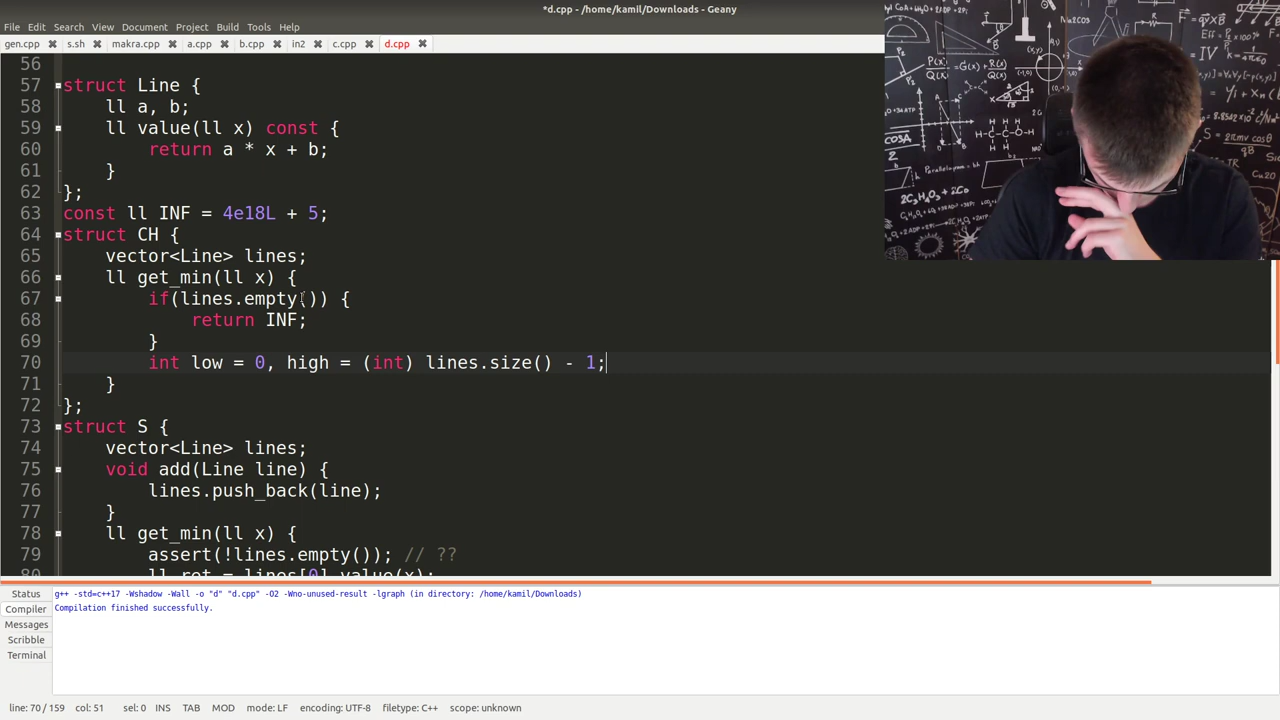 *d.cpp - /home/kamil/Downloads - Geany
File Edit Search View Document Project Build Tools Help
gen.cpp s.sh makra.cpp a.cpp b.cpp in2 c.cpp d.cpp
56
57 struct Line {
58 ll a, b;
59 ll value(ll x) const {
60 return a * x + b;
61 }
62 };
63 const ll INF = 4e18L + 5;
64 struct CH {
65 vector<Line> lines;
66 ll get_min(ll x) {
67 if(lines.empty()) {
68 return INF;
69 }
70 int low = 0, high = (int) lines.size() - 1;
71 }
72 };
73 struct S {
74 vector<Line> lines;
75 void add(Line line) {
76 lines.push_back(line);
77 }
78 ll get_min(ll x) {
79 assert(!lines.empty()); // ??
80 ll ret = lines[0].value(x);
Status
Compiler
Messages
Scribble
Terminal
g++ -std=c++17 -Wshadow -Wall -o "d" "d.cpp" -O2 -Wno-unused-result -lgraph (in directory: /home/kamil/Downloads)
Compilation finished successfully.
line: 70 / 159 col: 51 sel: 0 INS TAB MOD mode: LF encoding: UTF-8 filetype: C++ scope: unknown